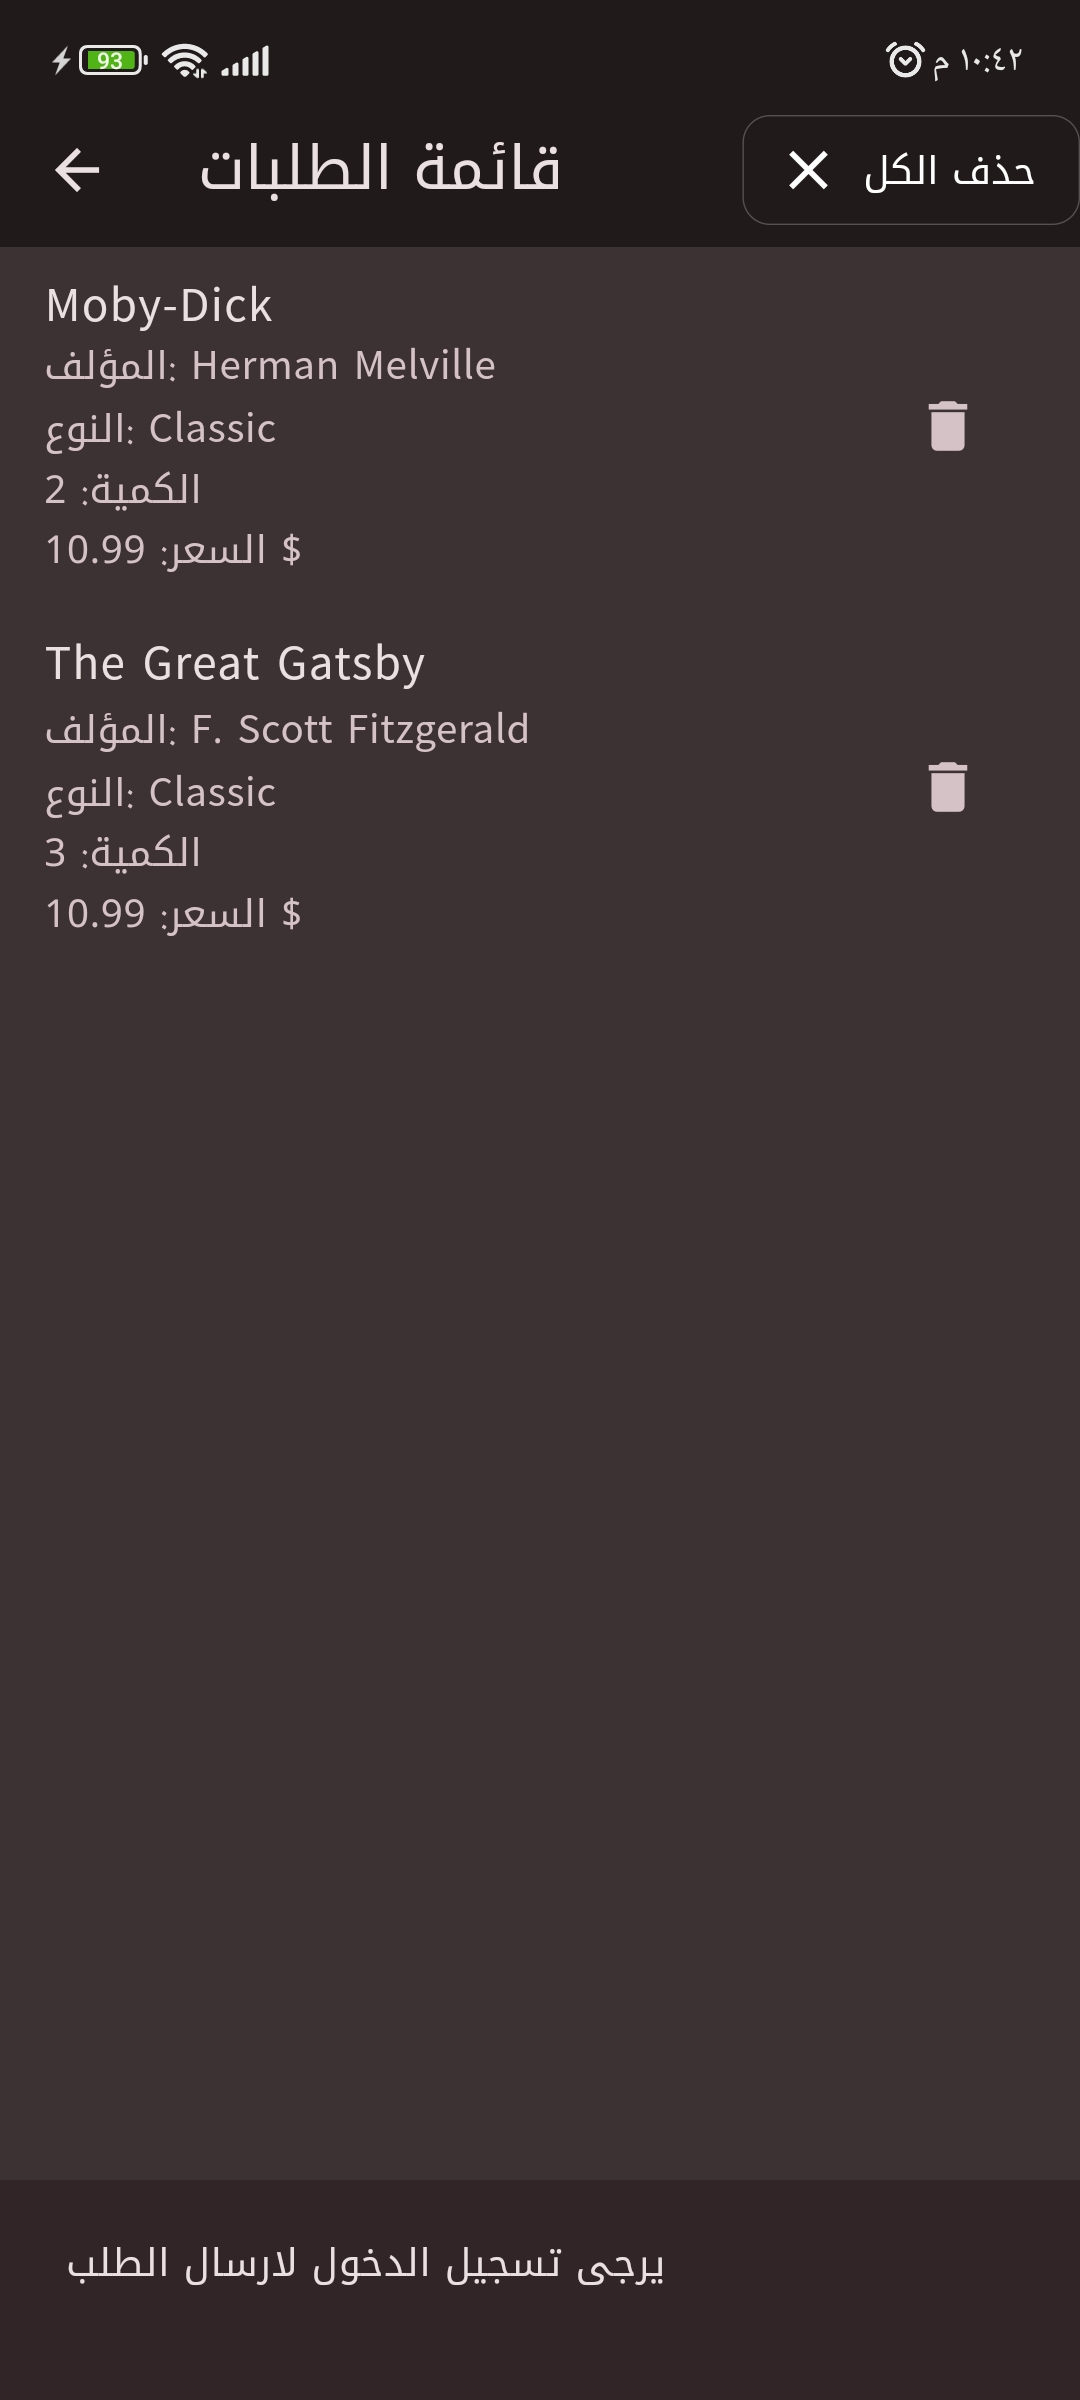 93
١٠:٤٢ م
قائمة الطلبات
حذف الكل
Moby-Dick
المؤلف: Herman Melville
النوع: Classic
الكمية: 2
السعر: 10.99 $
The Great Gatsby
المؤلف: F. Scott Fitzgerald
النوع: Classic
الكمية: 3
السعر: 10.99 $
يرجى تسجيل الدخول لارسال الطلب